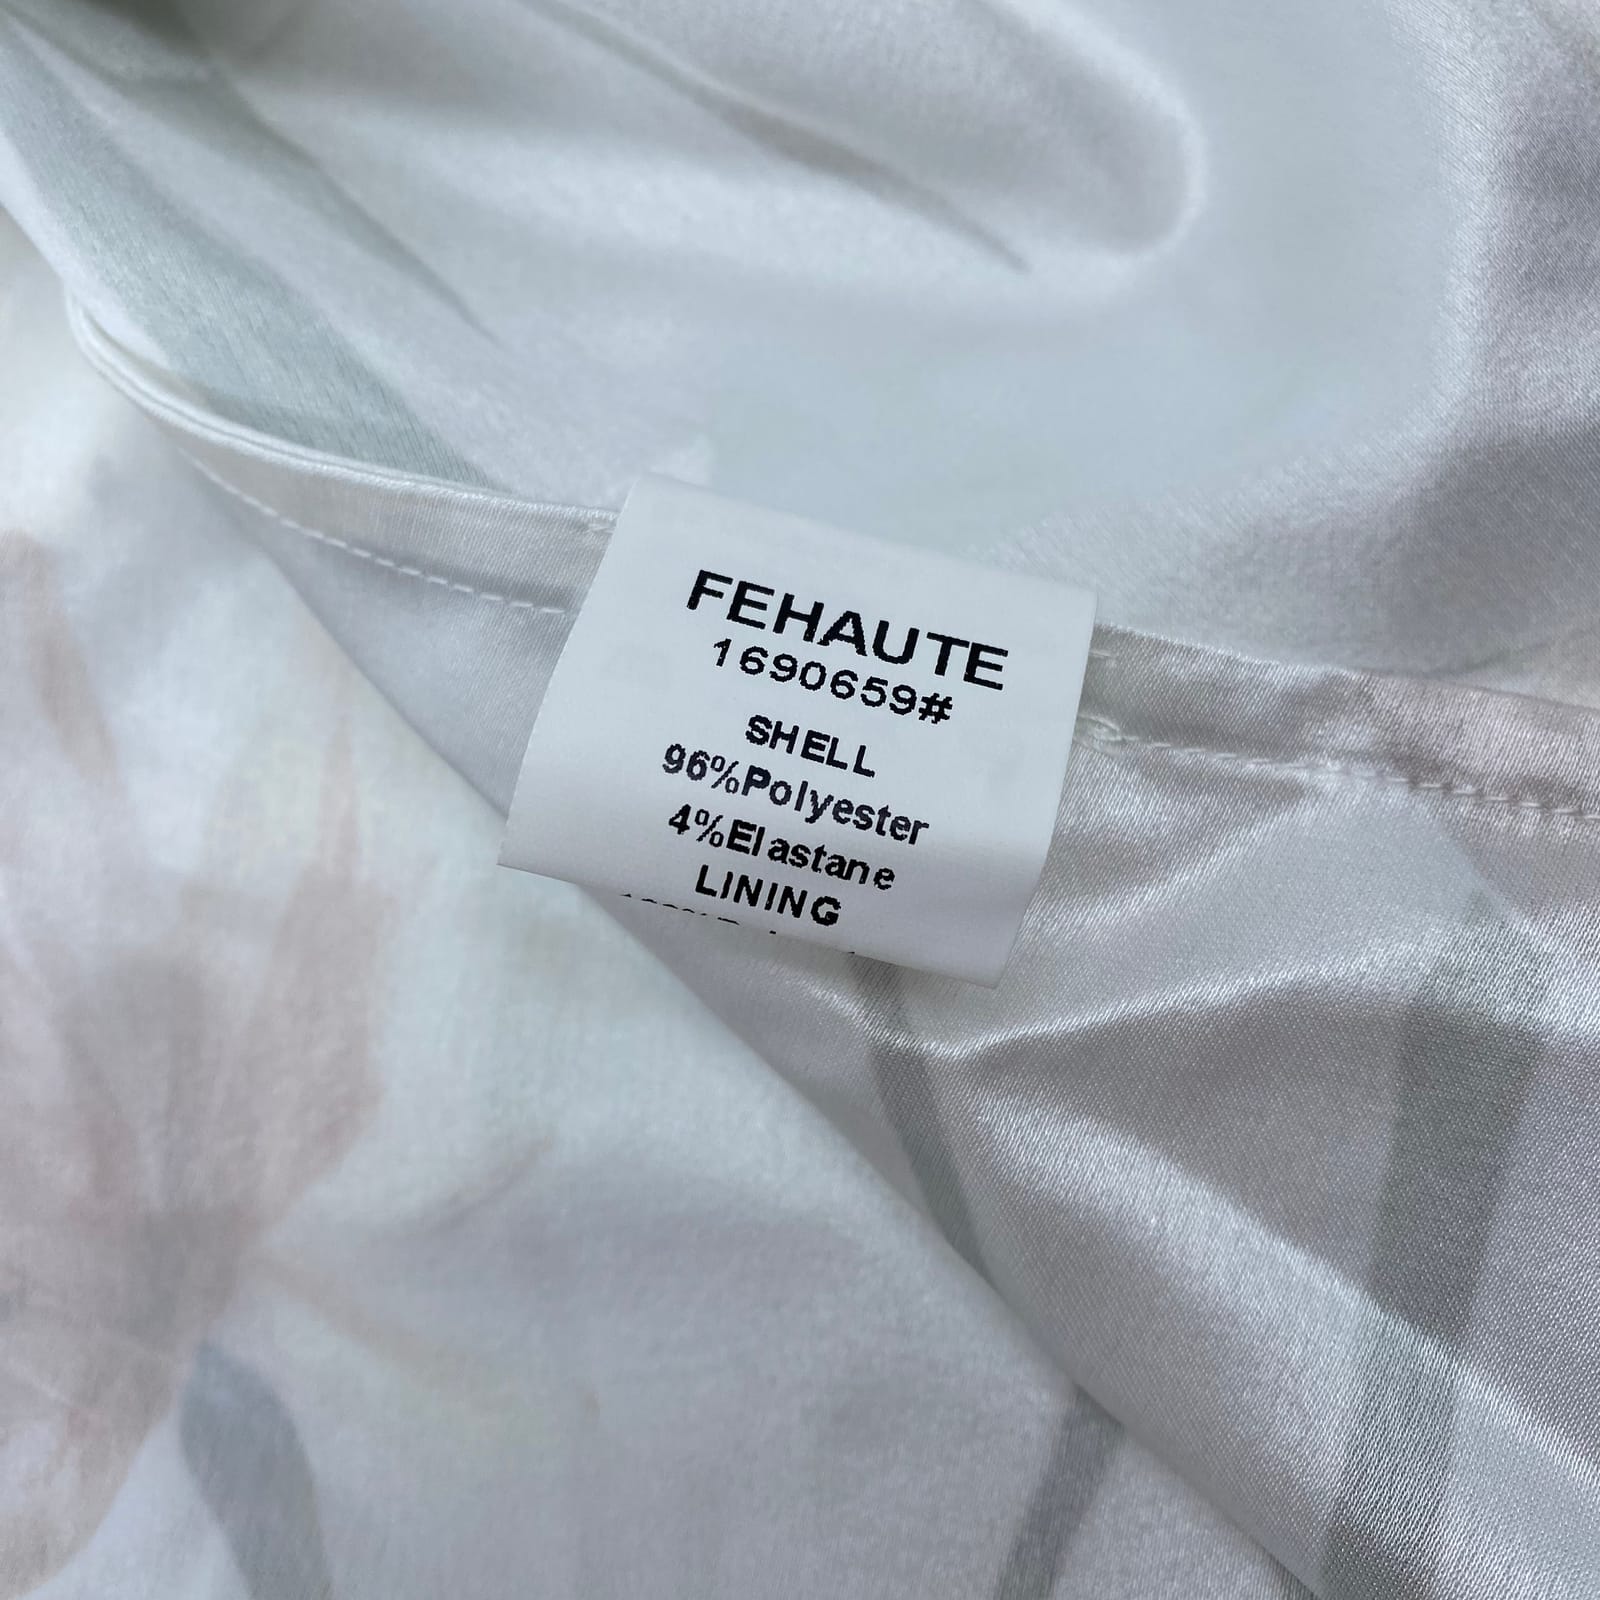 FEHAUTE
1690659#
SHELL
96%Polyester
4%Elastane
LINING